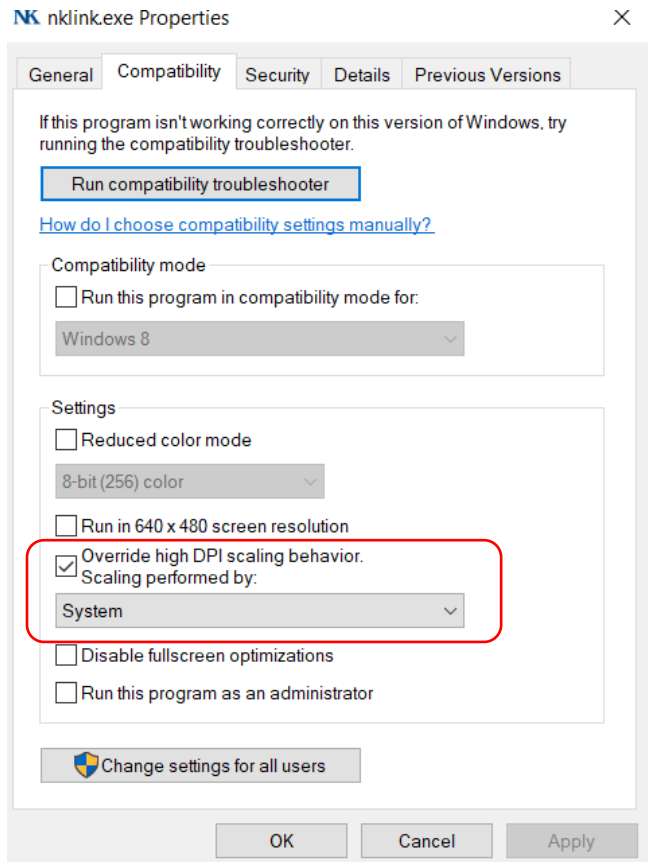 NK nklink.exe Properties
General Compatibility Security Details Previous Versions
If this program isn't working correctly on this version of Windows, try
running the compatibility troubleshooter.
Run compatibility troubleshooter
How do I choose compatibility settings manually?
Compatibility mode
Run this program in compatibility mode for:
Windows 8
Settings
Reduced color mode
8-bit (256) color
Run in 640 x 480 screen resolution
Override high DPI scaling behavior.
Scaling performed by:
System
Disable fullscreen optimizations
Run this program as an administrator
Change settings for all users
OK Cancel Apply